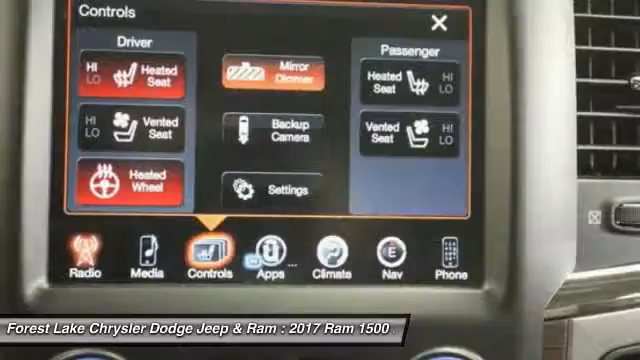 Controls
Driver
HI
LO
Heated
Seat
HI
LO
Vented
Seat
Heated
Wheel
Mirror
Dimmer
Backup
Camera
Settings
Passenger
Heated
Seat
HI
LO
Vented
Seat
HI
LO
Radio
Media
Controls
Apps
Climate
E
Nav
Phone
Forest Lake Chrysler Dodge Jeep & Ram : 2017 Ram 1500